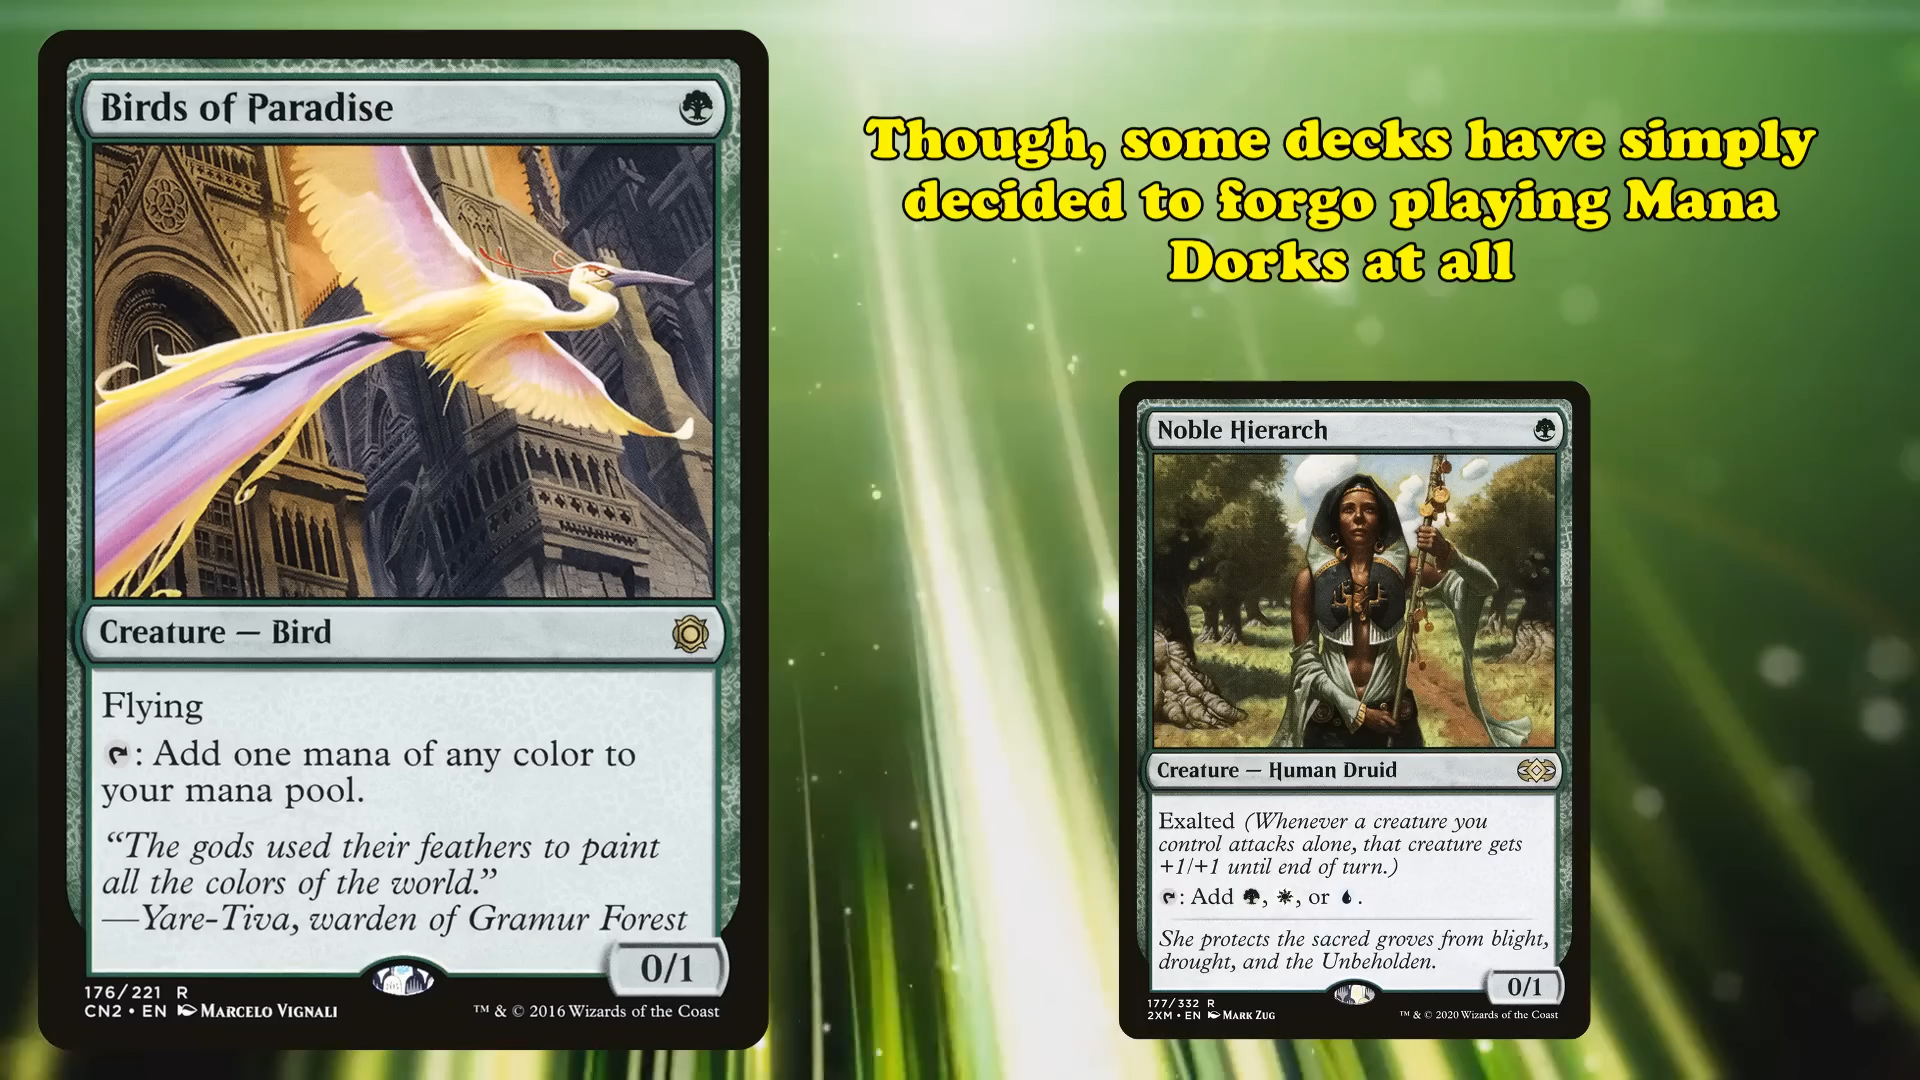 Birds of Paradise
Creature — Bird
Flying
: Add one mana of any color to
your mana pool.
“The gods used their feathers to paint
all the colors of the world.”
—Yare-Tiva, warden of Gramur Forest
0/1
176/221 R
CN2 • EN Marcelo Vignali
™ & © 2016 Wizards of the Coast
Though, some decks have simply
decided to forgo playing Mana
Dorks at all
Noble Hierarch
Creature — Human Druid
Exalted (Whenever a creature you
control attacks alone, that creature gets
+1/+1 until end of turn.)
: Add , , or .
She protects the sacred groves from blight,
drought, and the Unbeholden.
0/1
177/332 R
2XM • EN Mark Zug
™ & © 2020 Wizards of the Coast